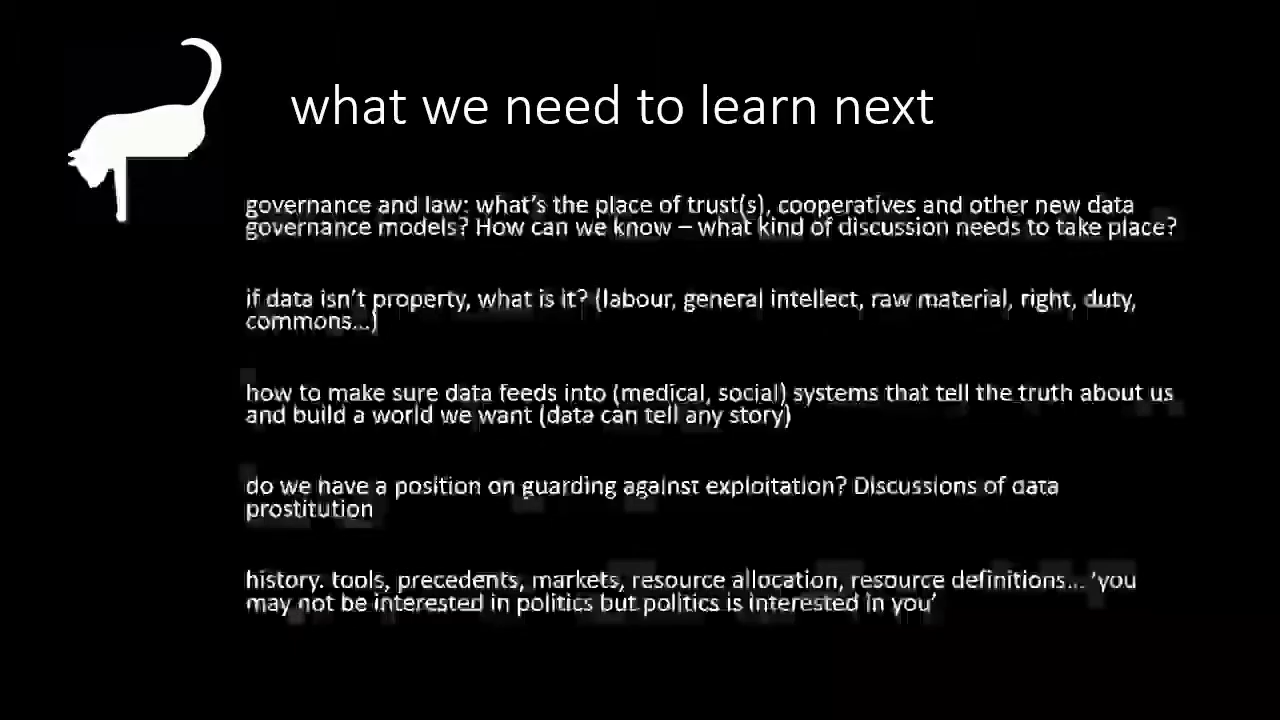 what we need to learn next
governance and law: what's the place of trust(s), cooperatives and other new data
governance models? How can we know – what kind of discussion needs to take place?
if data isn't property, what is it? (labour, general intellect, raw material, right, duty,
commons...)
how to make sure data feeds into (medical, social) systems that tell the truth about us
and build a world we want (data can tell any story)
do we have a position on guarding against exploitation? Discussions of data
prostitution
history. tools, precedents, markets, resource allocation, resource definitions... 'you
may not be interested in politics but politics is interested in you'